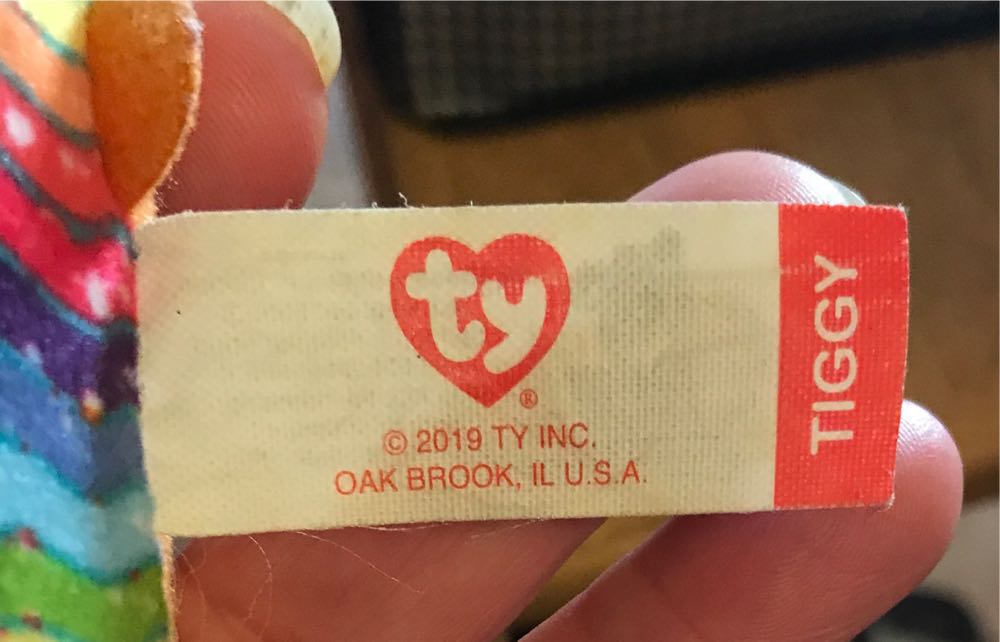 ty®
© 2019 TY INC.
OAK BROOK, IL U.S.A.
TIGGY